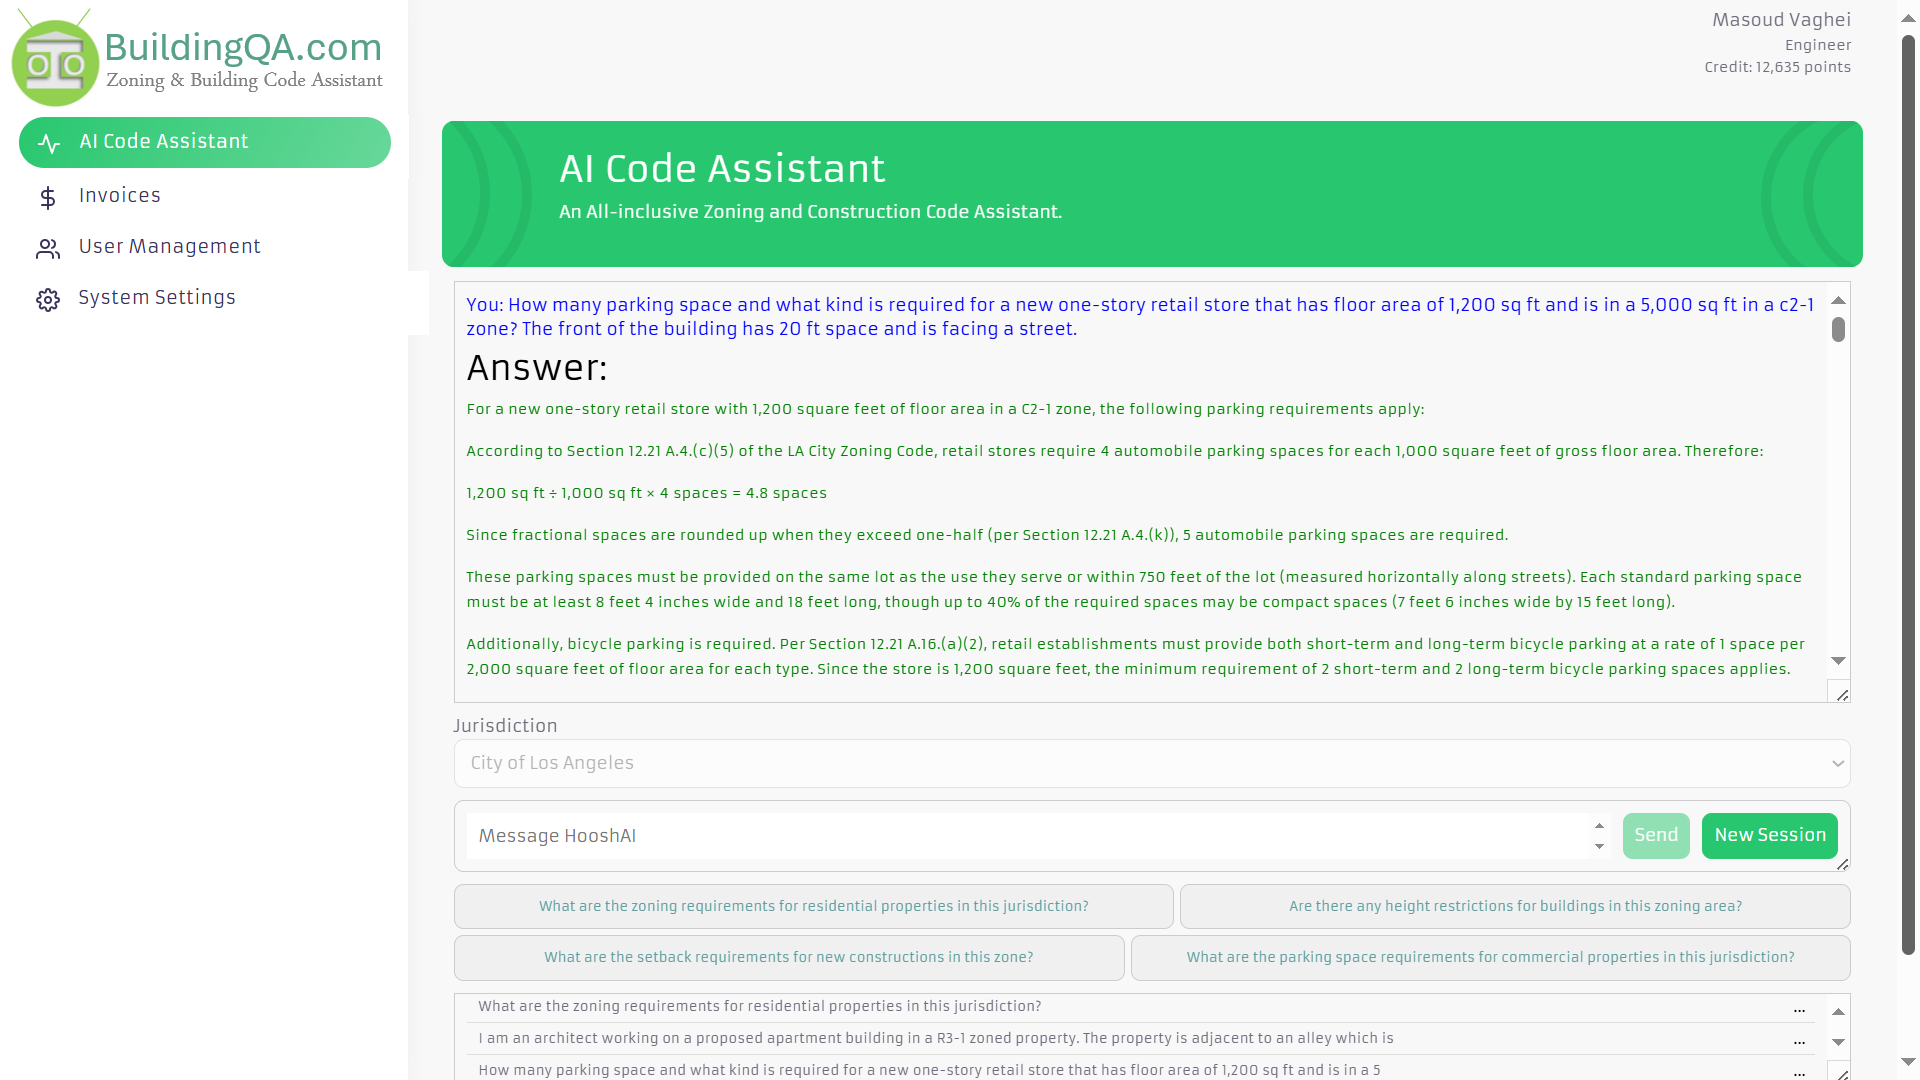 BuildingQA.com
Zoning & Building Code Assistant
AI Code Assistant
Invoices
User Management
System Settings
Masoud Vaghei
Engineer
Credit: 12,635 points
AI Code Assistant
An All-inclusive Zoning and Construction Code Assistant.
You: How many parking space and what kind is required for a new one-story retail store that has floor area of 1,200 sq ft and is in a 5,000 sq ft in a c2-1
zone? The front of the building has 20 ft space and is facing a street.
Answer:
For a new one-story retail store with 1,200 square feet of floor area in a C2-1 zone, the following parking requirements apply:
According to Section 12.21 A.4.(c)(5) of the LA City Zoning Code, retail stores require 4 automobile parking spaces for each 1,000 square feet of gross floor area. Therefore:
1,200 sq ft ÷ 1,000 sq ft × 4 spaces = 4.8 spaces
Since fractional spaces are rounded up when they exceed one-half (per Section 12.21 A.4.(k)), 5 automobile parking spaces are required.
These parking spaces must be provided on the same lot as the use they serve or within 750 feet of the lot (measured horizontally along streets). Each standard parking space
must be at least 8 feet 4 inches wide and 18 feet long, though up to 40% of the required spaces may be compact spaces (7 feet 6 inches wide by 15 feet long).
Additionally, bicycle parking is required. Per Section 12.21 A.16.(a)(2), retail establishments must provide both short-term and long-term bicycle parking at a rate of 1 space per
2,000 square feet of floor area for each type. Since the store is 1,200 square feet, the minimum requirement of 2 short-term and 2 long-term bicycle parking spaces applies.
Jurisdiction
City of Los Angeles
Message HooshAI
Send
New Session
What are the zoning requirements for residential properties in this jurisdiction?
Are there any height restrictions for buildings in this zoning area?
What are the setback requirements for new constructions in this zone?
What are the parking space requirements for commercial properties in this jurisdiction?
What are the zoning requirements for residential properties in this jurisdiction?
...
I am an architect working on a proposed apartment building in a R3-1 zoned property. The property is adjacent to an alley which is
...
How many parking space and what kind is required for a new one-story retail store that has floor area of 1,200 sq ft and is in a 5
...